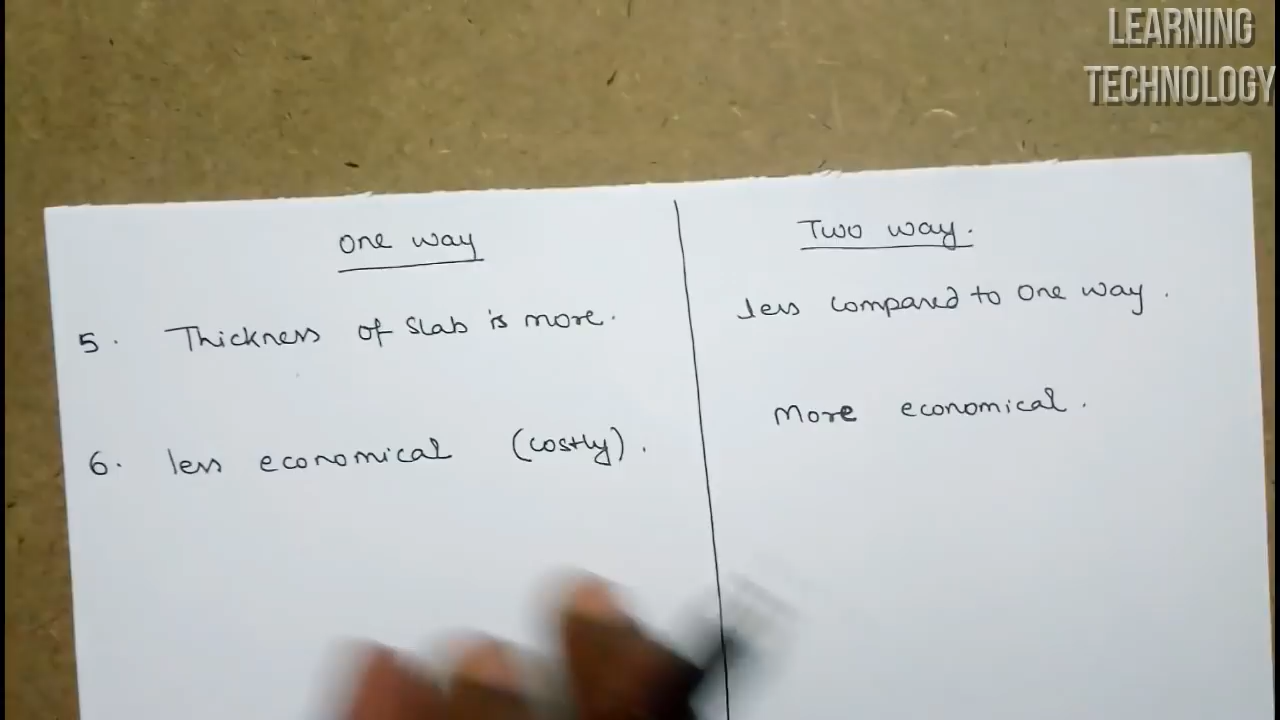 LEARNING
TECHNOLOGY
One way
Two way.
5. Thickness of slab is more.
less compared to one way.
6. less economical (costly).
More economical.